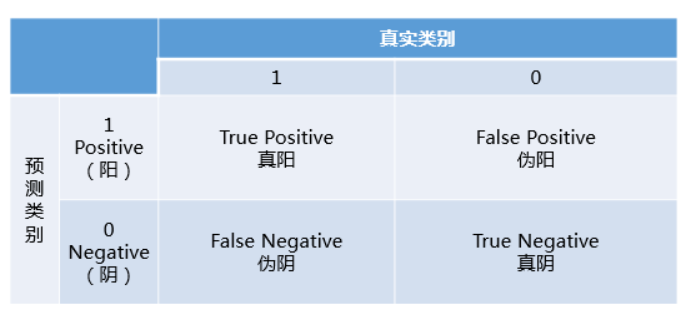 真实类别
1
0
预测类别
1
Positive
（阳）
True Positive
真阳
False Positive
伪阳
0
Negative
（阴）
False Negative
伪阴
True Negative
真阴